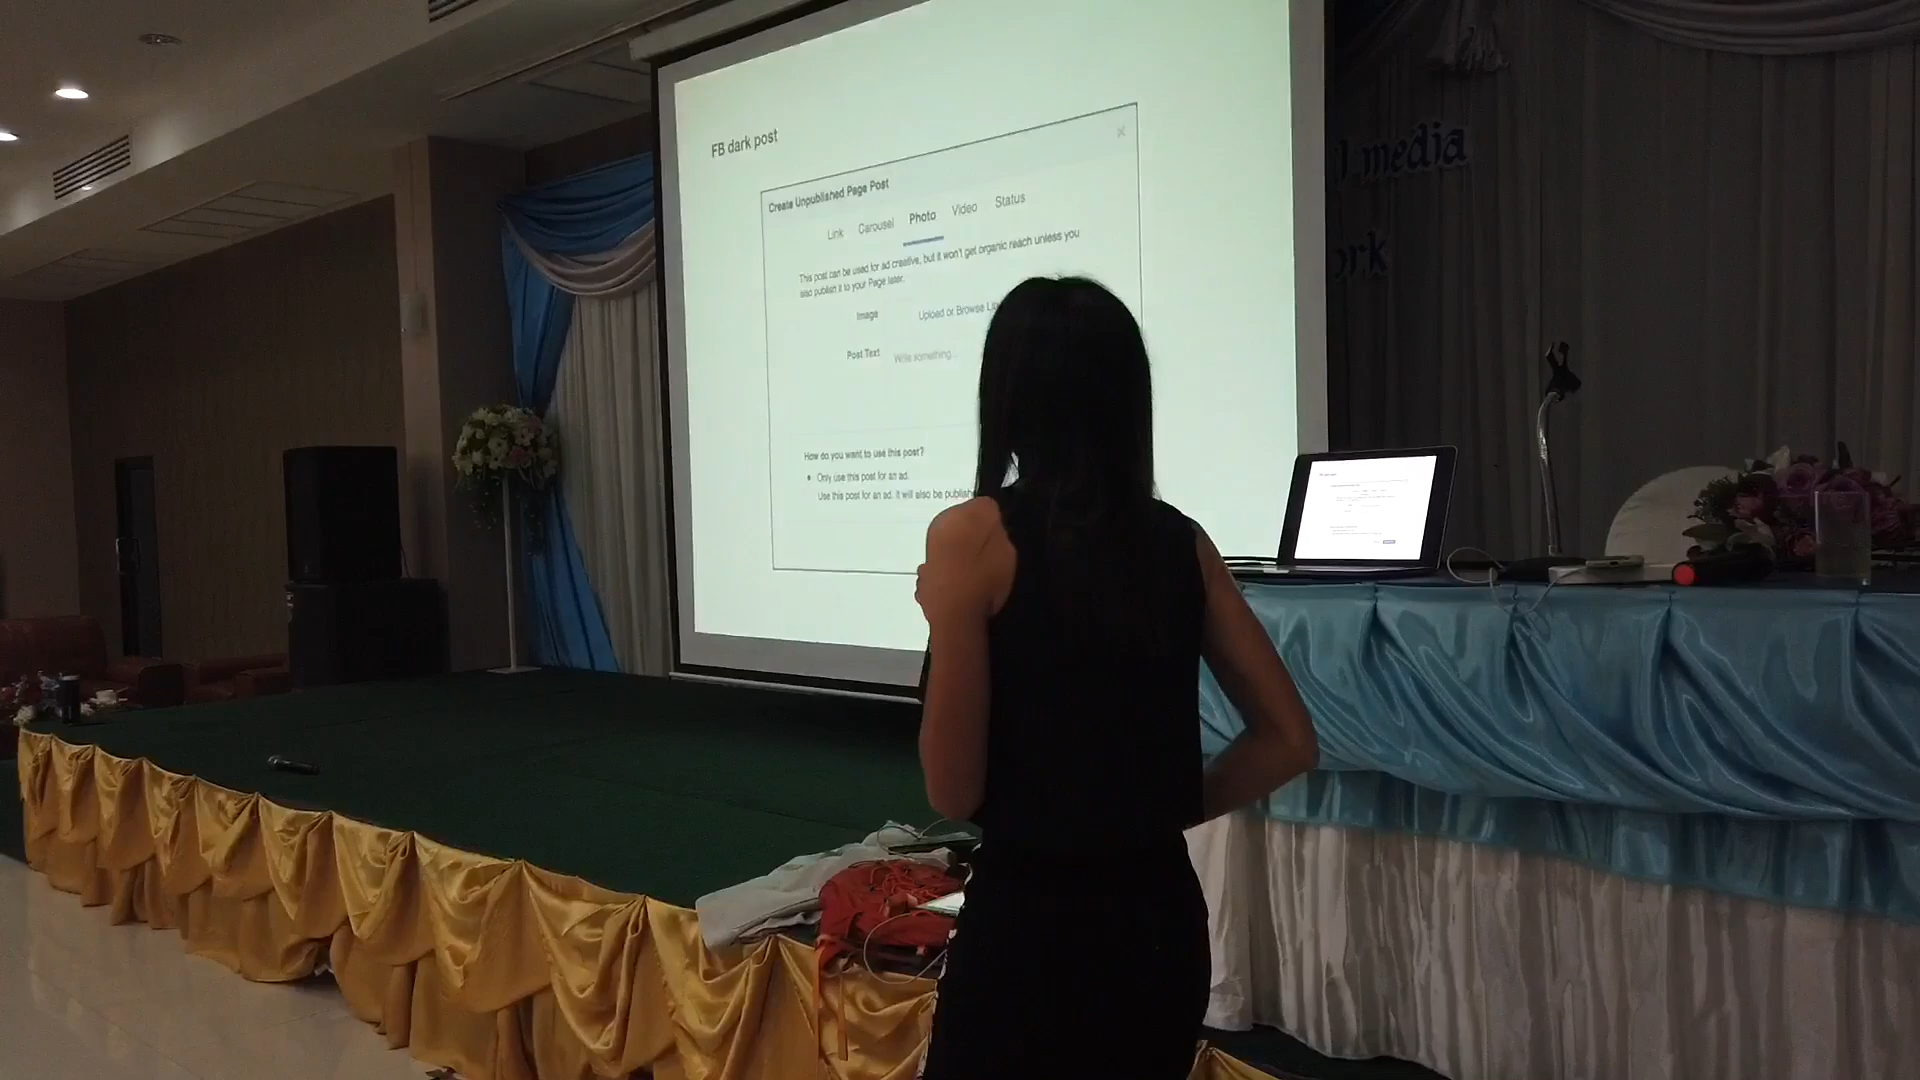 FB dark post
Create Unpublished Page Post
Link Carousel Photo Video Status
This post can be used for ad creative, but it won't get organic reach unless you
also publish it to your Page later.
Image Upload or Browse
Post Text Write something...
How do you want to use this post?
Only use this post for an ad.
Use this post for an ad. It will also be
media